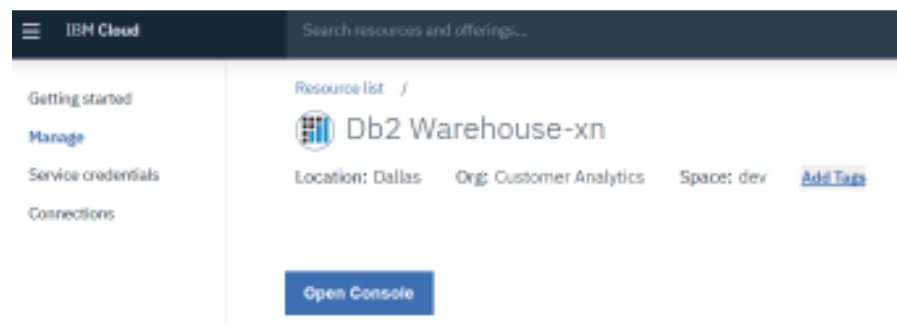 IBM Cloud
Search resources and offerings...
Getting started
Manage
Service credentials
Connections
Resource list /
Db2 Warehouse-xn
Location: Dallas Org: Customer Analytics Space: dev Add Tags
Open Console